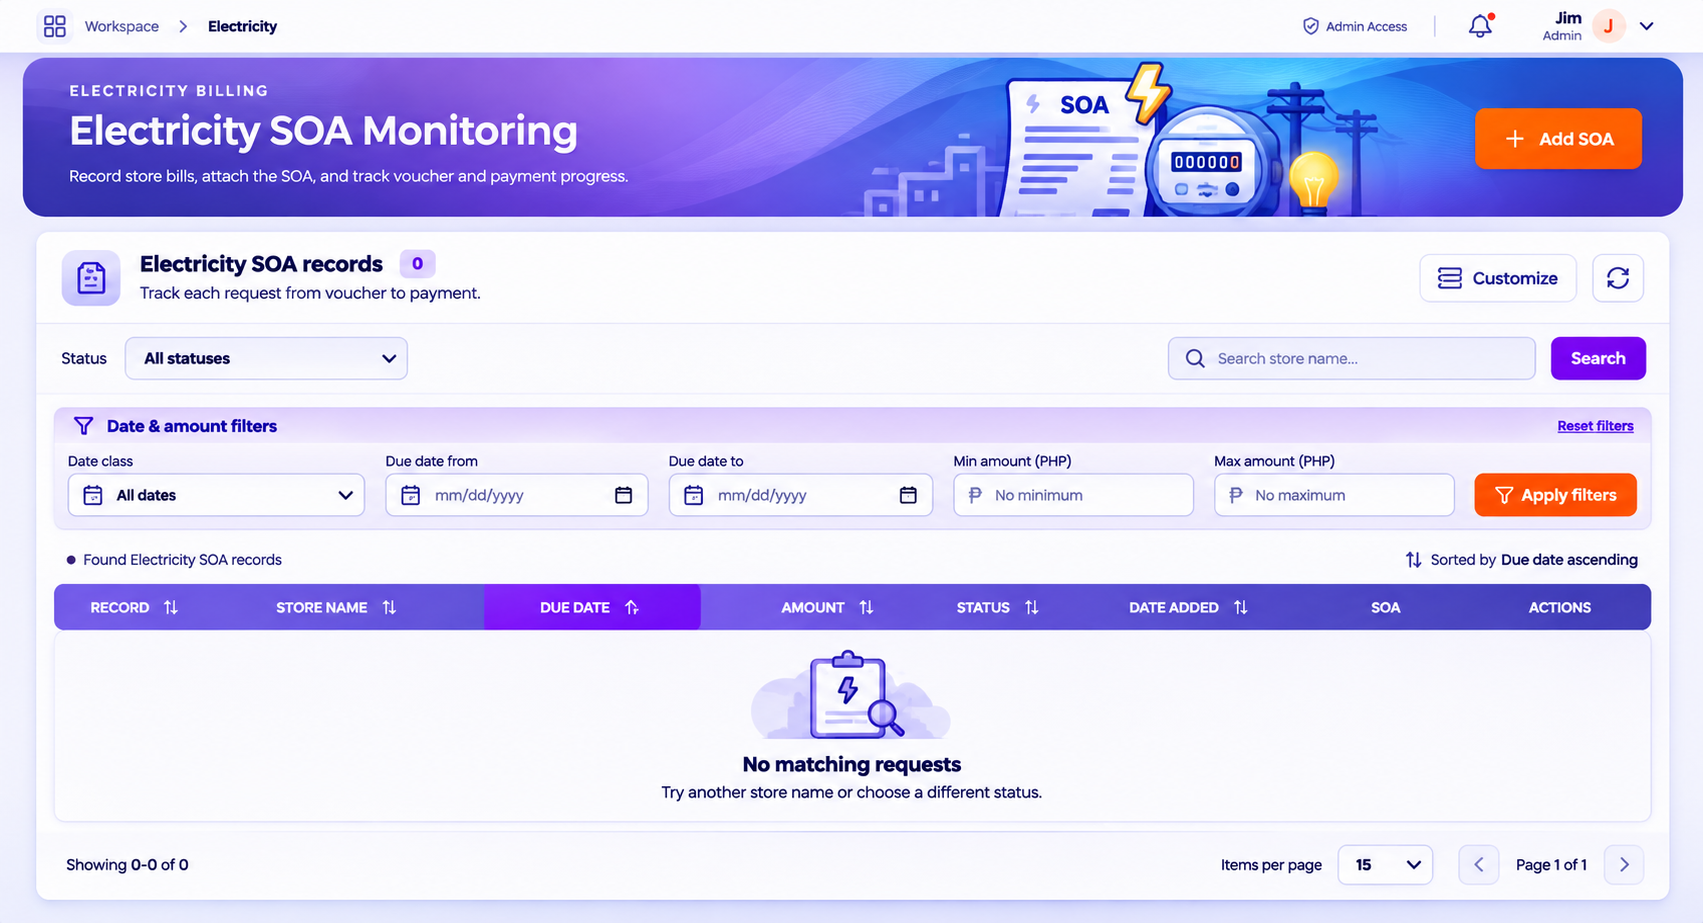 Workspace > Electricity
Admin Access
Jim
Admin
J
ELECTRICITY BILLING
Electricity SOA Monitoring
Record store bills, attach the SOA, and track voucher and payment progress.
SOA
000000
+ Add SOA
Electricity SOA records 0
Track each request from voucher to payment.
Customize
Status All statuses
Search store name...
Search
Date & amount filters
Reset filters
Date class
Due date from
Due date to
Min amount (PHP)
Max amount (PHP)
All dates
mm/dd/yyyy
mm/dd/yyyy
₱ No minimum
₱ No maximum
Apply filters
Found Electricity SOA records
Sorted by Due date ascending
RECORD STORE NAME DUE DATE AMOUNT STATUS DATE ADDED SOA ACTIONS
No matching requests
Try another store name or choose a different status.
Showing 0-0 of 0
Items per page 15
Page 1 of 1